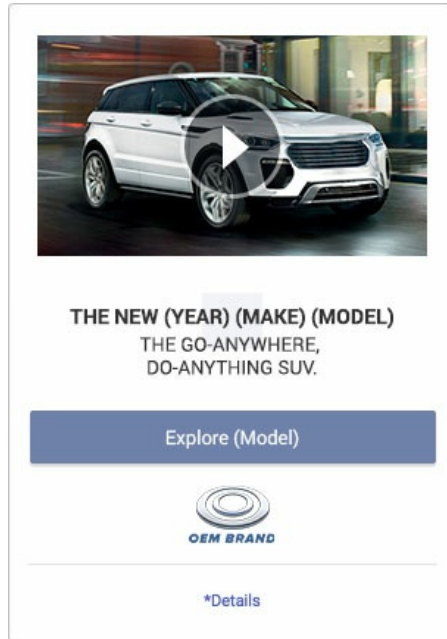 THE NEW (YEAR) (MAKE) (MODEL)
THE GO-ANYWHERE,
DO-ANYTHING SUV.
Explore (Model)
OEM BRAND
*Details